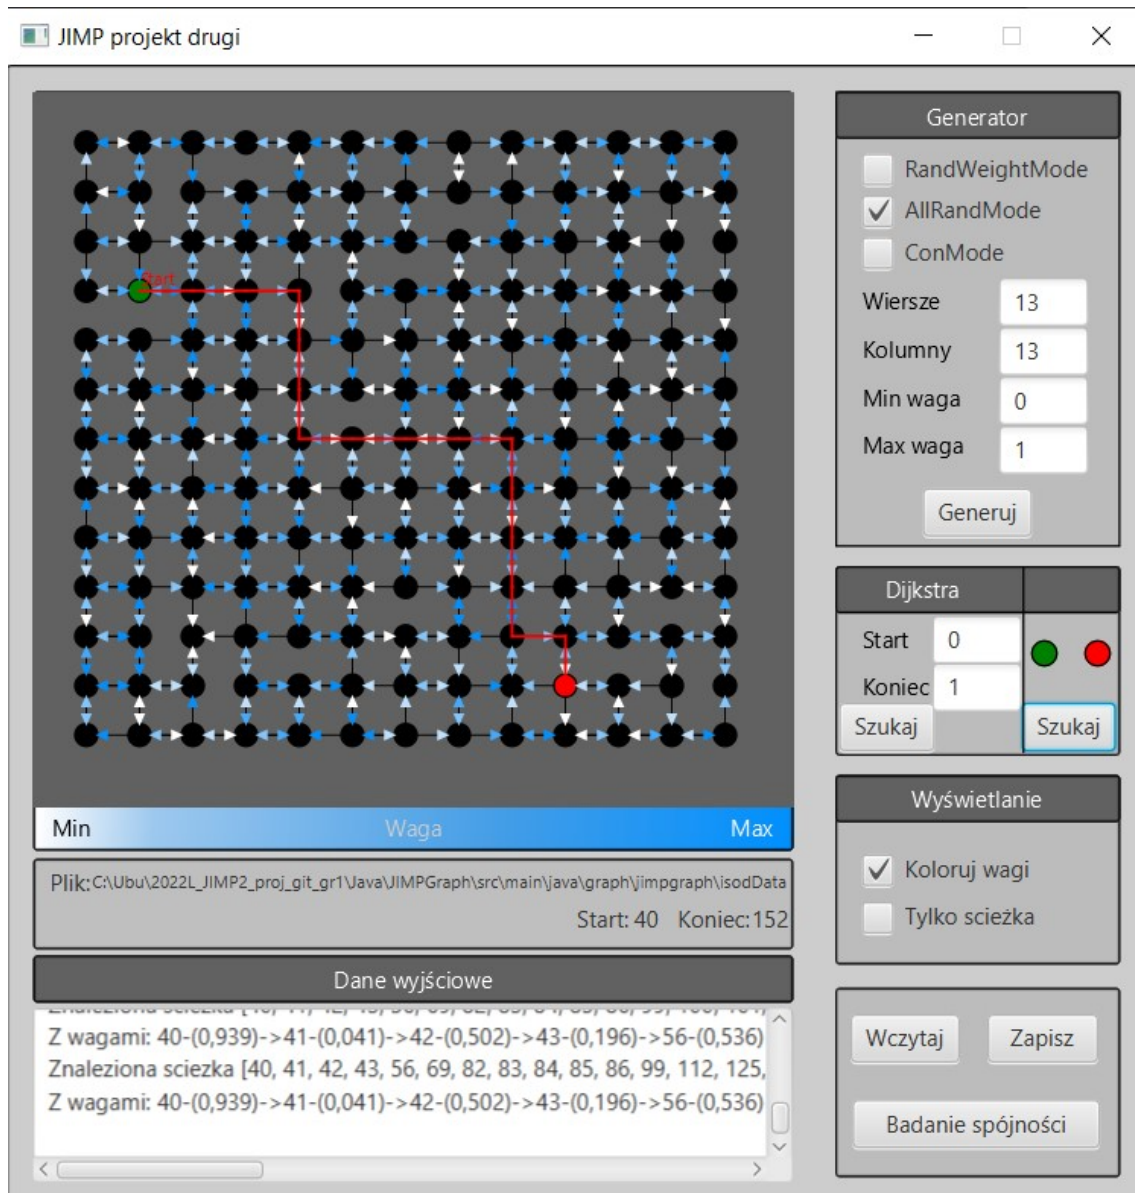 JIMP projekt drugi
Start
Min Waga Max
Plik:C:\Ubu\2022L_JIMP2_proj_git_gr1\Java\JIMPGraph\src\main\java\graph\jimpgraph\isodData
Start: 40 Koniec:152
Dane wyjściowe
Z wagami: 40-(0,939)->41-(0,041)->42-(0,502)->43-(0,196)->56-(0,536)
Znaleziona sciezka [40, 41, 42, 43, 56, 69, 82, 83, 84, 85, 86, 99, 112, 125,
Z wagami: 40-(0,939)->41-(0,041)->42-(0,502)->43-(0,196)->56-(0,536)
Generator
RandWeightMode
AllRandMode
ConMode
Wiersze 13
Kolumny 13
Min waga 0
Max waga 1
Generuj
Dijkstra
Start 0
Koniec 1
Szukaj Szukaj
Wyświetlanie
Koloruj wagi
Tylko scieżka
Wczytaj Zapisz
Badanie spójności